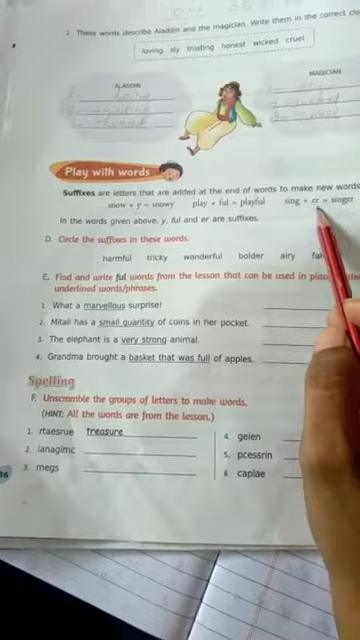 2. These words describe Aladdin and the magician. Write them in the correct
loving sly trusting honest wicked cruel
ALADDIN
MAGICIAN
Play with words
Suffixes are letters that are added at the end of words to make new words
snow + y = snowy play + ful = playful sing + er = singer
In the words given above, y, ful and er are suffixes.
D. Circle the suffixes in these words.
harmful tricky wonderful bolder airy
E. Find and write ful words from the lesson that can be used in
underlined words/phrases.
1. What a marvellous surprise!
2. Mitali has a small quantity of coins in her pocket.
3. The elephant is a very strong animal.
4. Grandma brought a basket that was full of apples.
Spelling
F. Unscramble the groups of letters to make words.
(HINT: All the words are from the lesson.)
1. rtaesrue treasure
2. ianagimc
3. megs
4. geien
5. pcessrin
6. caplae